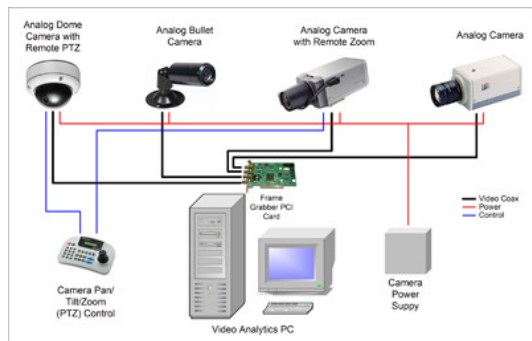 Analog Dome
Camera with
Remote PTZ
Analog Bullet
Camera
Analog Camera
with Remote Zoom
Analog Camera
Frame
Grabber PCI
Card
Video Coax
Power
Control
Camera Pan/
Tilt/Zoom
(PTZ) Control
Video Analytics PC
Camera
Power
Suppy